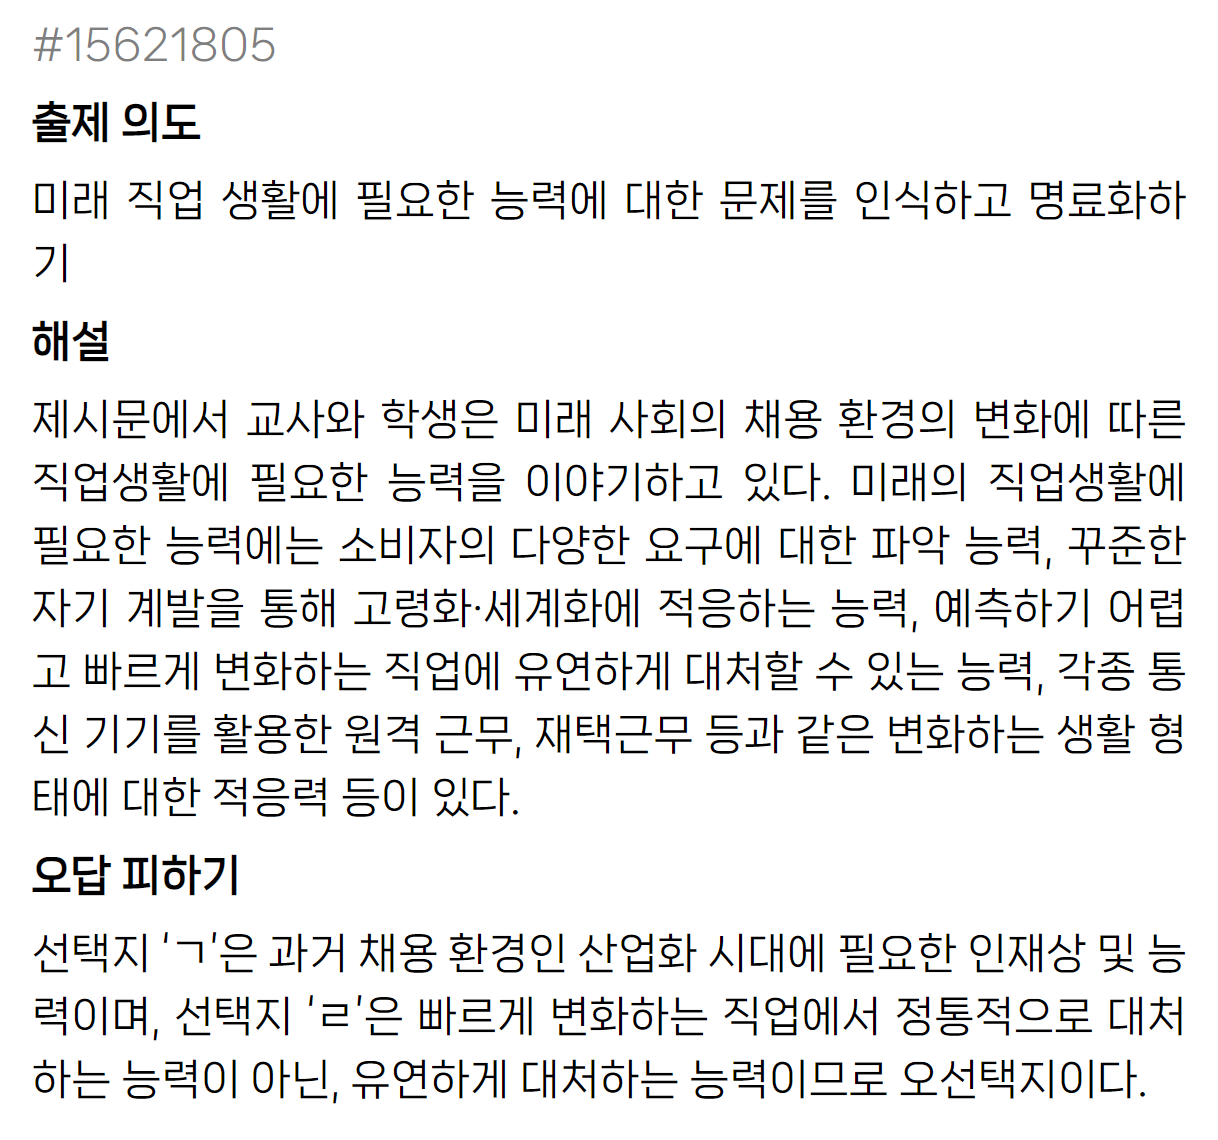 #15621805
출제 의도
미래 직업 생활에 필요한 능력에 대한 문제를 인식하고 명료화하
기
해설
제시문에서 교사와 학생은 미래 사회의 채용 환경의 변화에 따른
직업생활에 필요한 능력을 이야기하고 있다. 미래의 직업생활에
필요한 능력에는 소비자의 다양한 요구에 대한 파악 능력, 꾸준한
자기 계발을 통해 고령화·세계화에 적응하는 능력, 예측하기 어렵
고 빠르게 변화하는 직업에 유연하게 대처할 수 있는 능력, 각종 통
신 기기를 활용한 원격 근무, 재택근무 등과 같은 변화하는 생활 형
태에 대한 적응력 등이 있다.
오답 피하기
선택지 'ㄱ'은 과거 채용 환경인 산업화 시대에 필요한 인재상 및 능
력이며, 선택지 'ㄹ'은 빠르게 변화하는 직업에서 정통적으로 대처
하는 능력이 아닌, 유연하게 대처하는 능력이므로 오선택지이다.